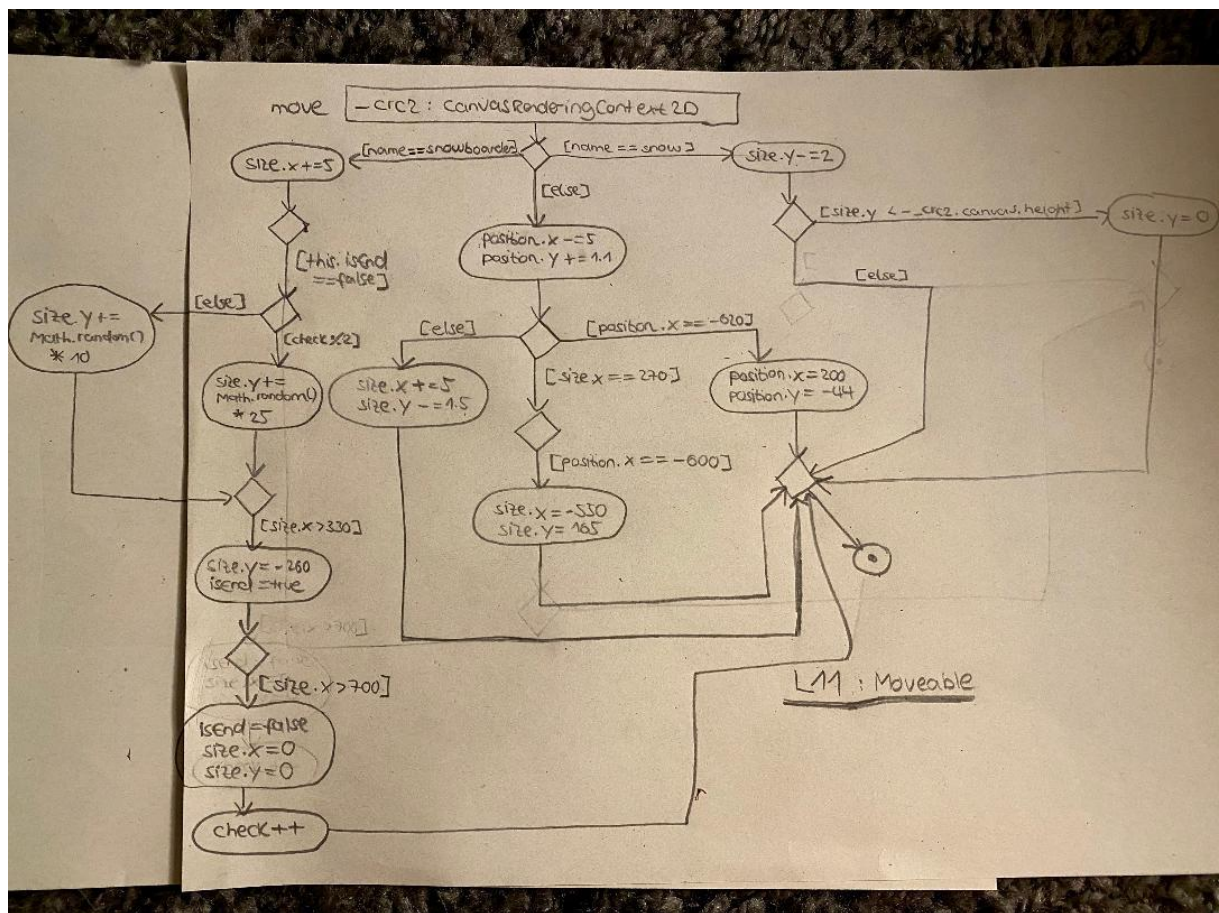 move
_crc2 : CanvasRenderingContext2D
[name==snowboarder]
[name == snow]
size.x+=5
size.y-=2
[else]
[size.y <-_crc2.canvas.height]
size.y=0
position.x -=5
position.y +=1.1
[this.isEnd
==false]
[else]
[else]
size.y+=
Math.random()
* 10
[check%2]
[else]
[position.x == -620]
size.y+=
Math.random()
* 25
size.x+=5
size.y-=1.5
[size.x==270]
position.x=200
position.y= -44
[position.x == -600]
[size.x>330]
size.x=-550
size.y=165
size.y=-260
isEnd=true
[size.x>700]
L11 : Moveable
isEnd=false
size.x=0
size.y=0
check++